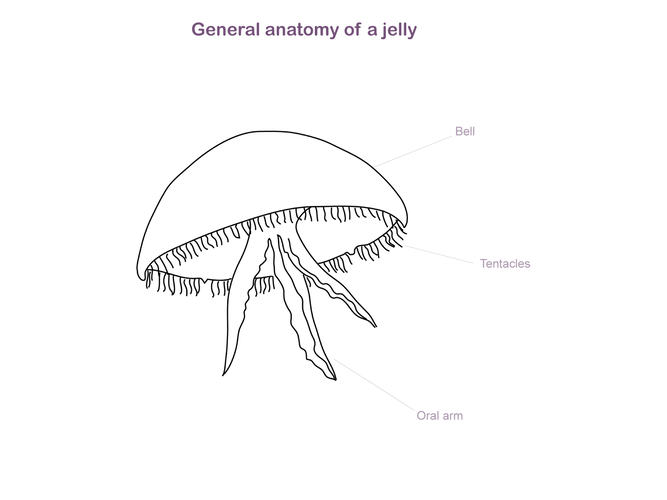 General anatomy of a jelly
Bell
Tentacles
Oral arm